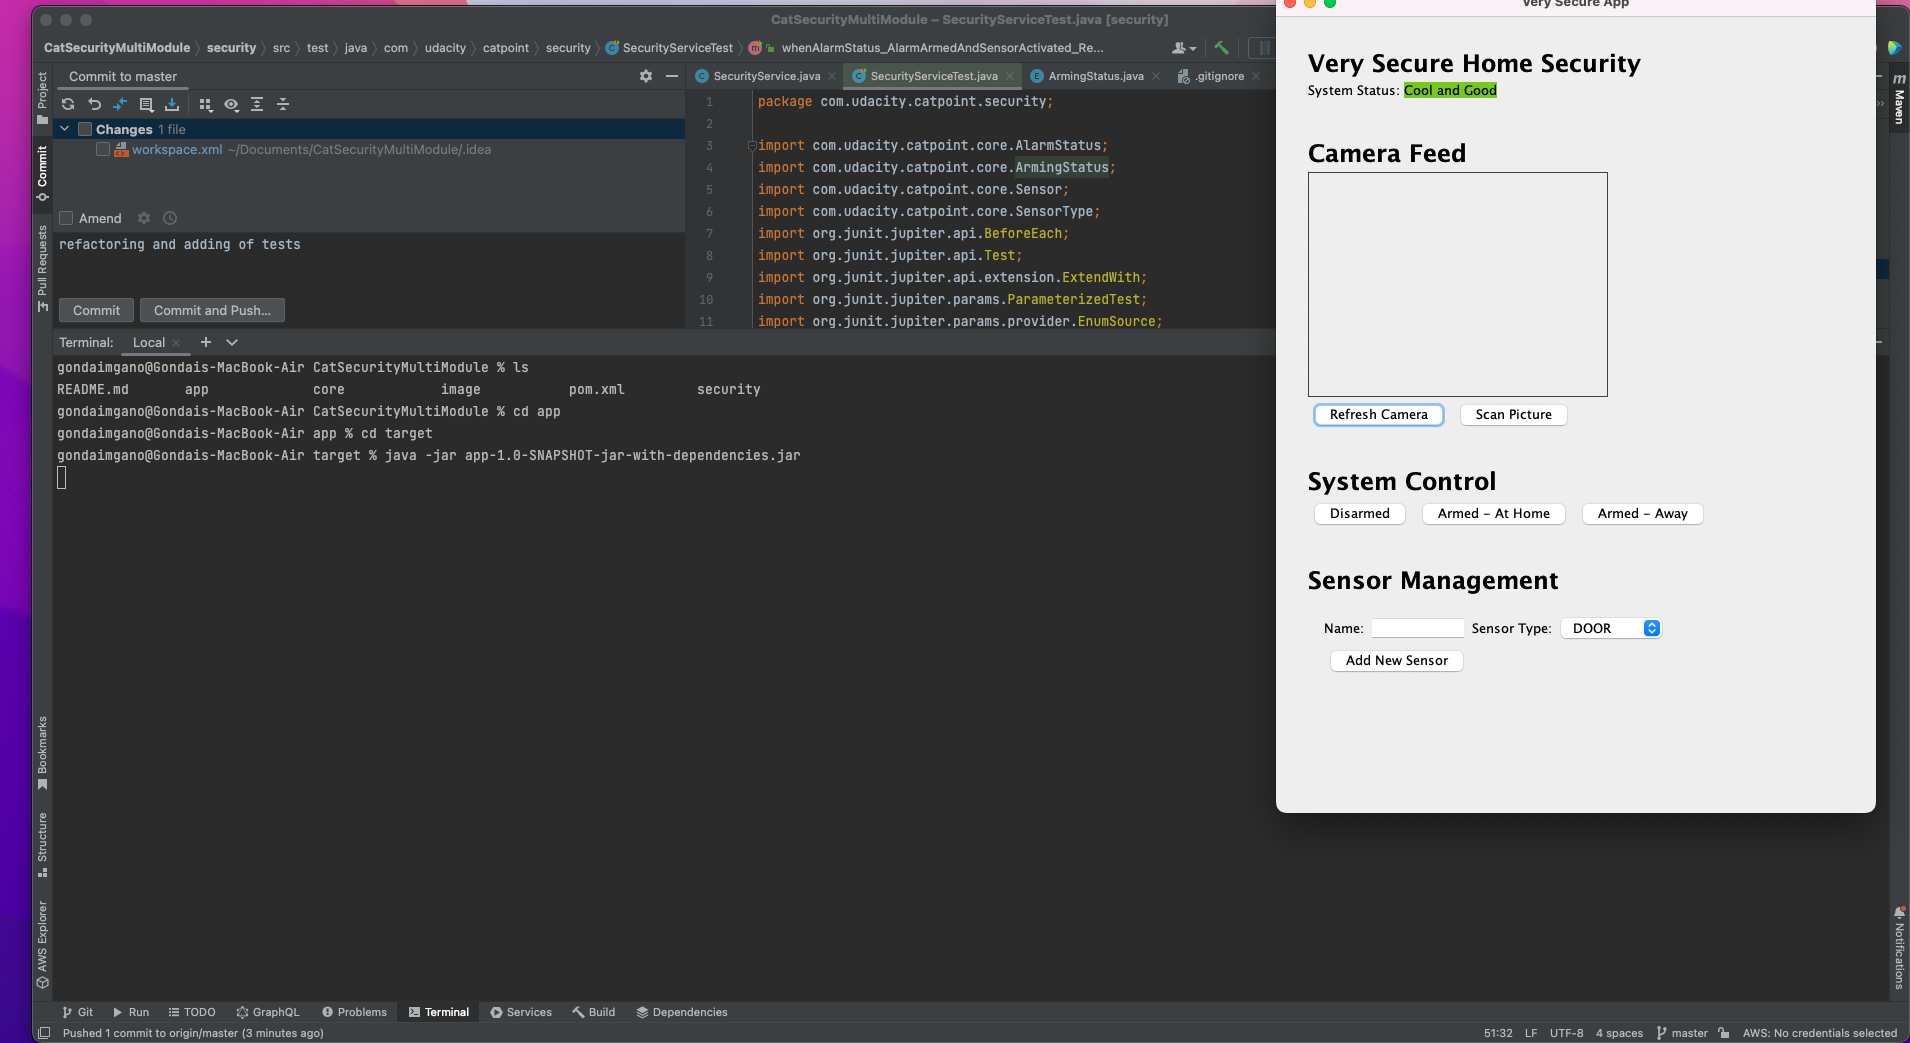 CatSecurityMultiModule – SecurityServiceTest.java [security]
CatSecurityMultiModule security src test java com udacity catpoint security SecurityServiceTest whenAlarmStatus_AlarmArmedAndSensorActivated_Re...
Project
Commit
Pull Requests
Bookmarks
Structure
AWS Explorer
Commit to master
Changes 1 file
workspace.xml ~/Documents/CatSecurityMultiModule/.idea
Amend
refactoring and adding of tests
Commit
Commit and Push...
SecurityService.java
SecurityServiceTest.java
ArmingStatus.java
.gitignore
1 package com.udacity.catpoint.security;
2
3 import com.udacity.catpoint.core.AlarmStatus;
4 import com.udacity.catpoint.core.ArmingStatus;
5 import com.udacity.catpoint.core.Sensor;
6 import com.udacity.catpoint.core.SensorType;
7 import org.junit.jupiter.api.BeforeEach;
8 import org.junit.jupiter.api.Test;
9 import org.junit.jupiter.api.extension.ExtendWith;
10 import org.junit.jupiter.params.ParameterizedTest;
11 import org.junit.jupiter.params.provider.EnumSource;
Terminal: Local
gondaimgano@Gondais-MacBook-Air CatSecurityMultiModule % ls
README.md app core image pom.xml security
gondaimgano@Gondais-MacBook-Air CatSecurityMultiModule % cd app
gondaimgano@Gondais-MacBook-Air app % cd target
gondaimgano@Gondais-MacBook-Air target % java -jar app-1.0-SNAPSHOT-jar-with-dependencies.jar
Very Secure App
Very Secure Home Security
System Status: Cool and Good
Camera Feed
Refresh Camera
Scan Picture
System Control
Disarmed
Armed - At Home
Armed - Away
Sensor Management
Name: Sensor Type: DOOR
Add New Sensor
Maven
Notifications
Git Run TODO GraphQL Problems Terminal Services Build Dependencies
Pushed 1 commit to origin/master (3 minutes ago)
51:32 LF UTF-8 4 spaces master AWS: No credentials selected